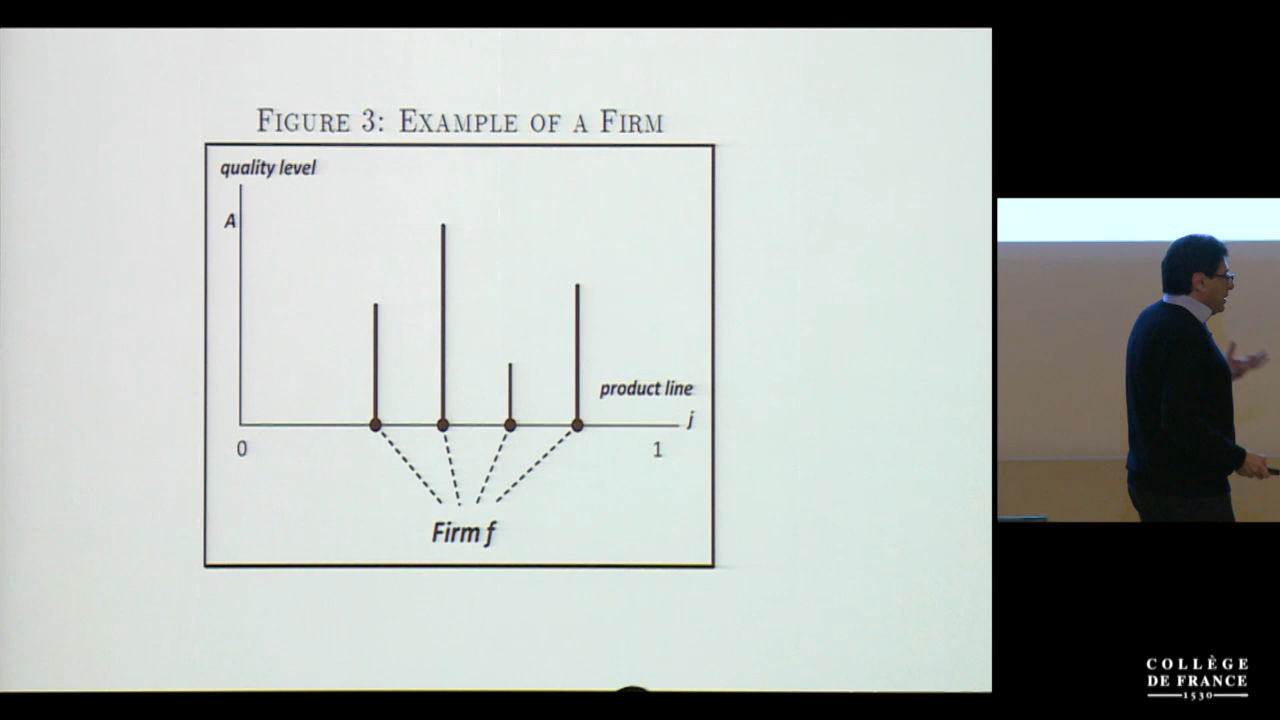 FIGURE 3: EXAMPLE OF A FIRM
quality level
A
product line
j
0
1
Firm f
COLLÈGE
DE FRANCE
1530